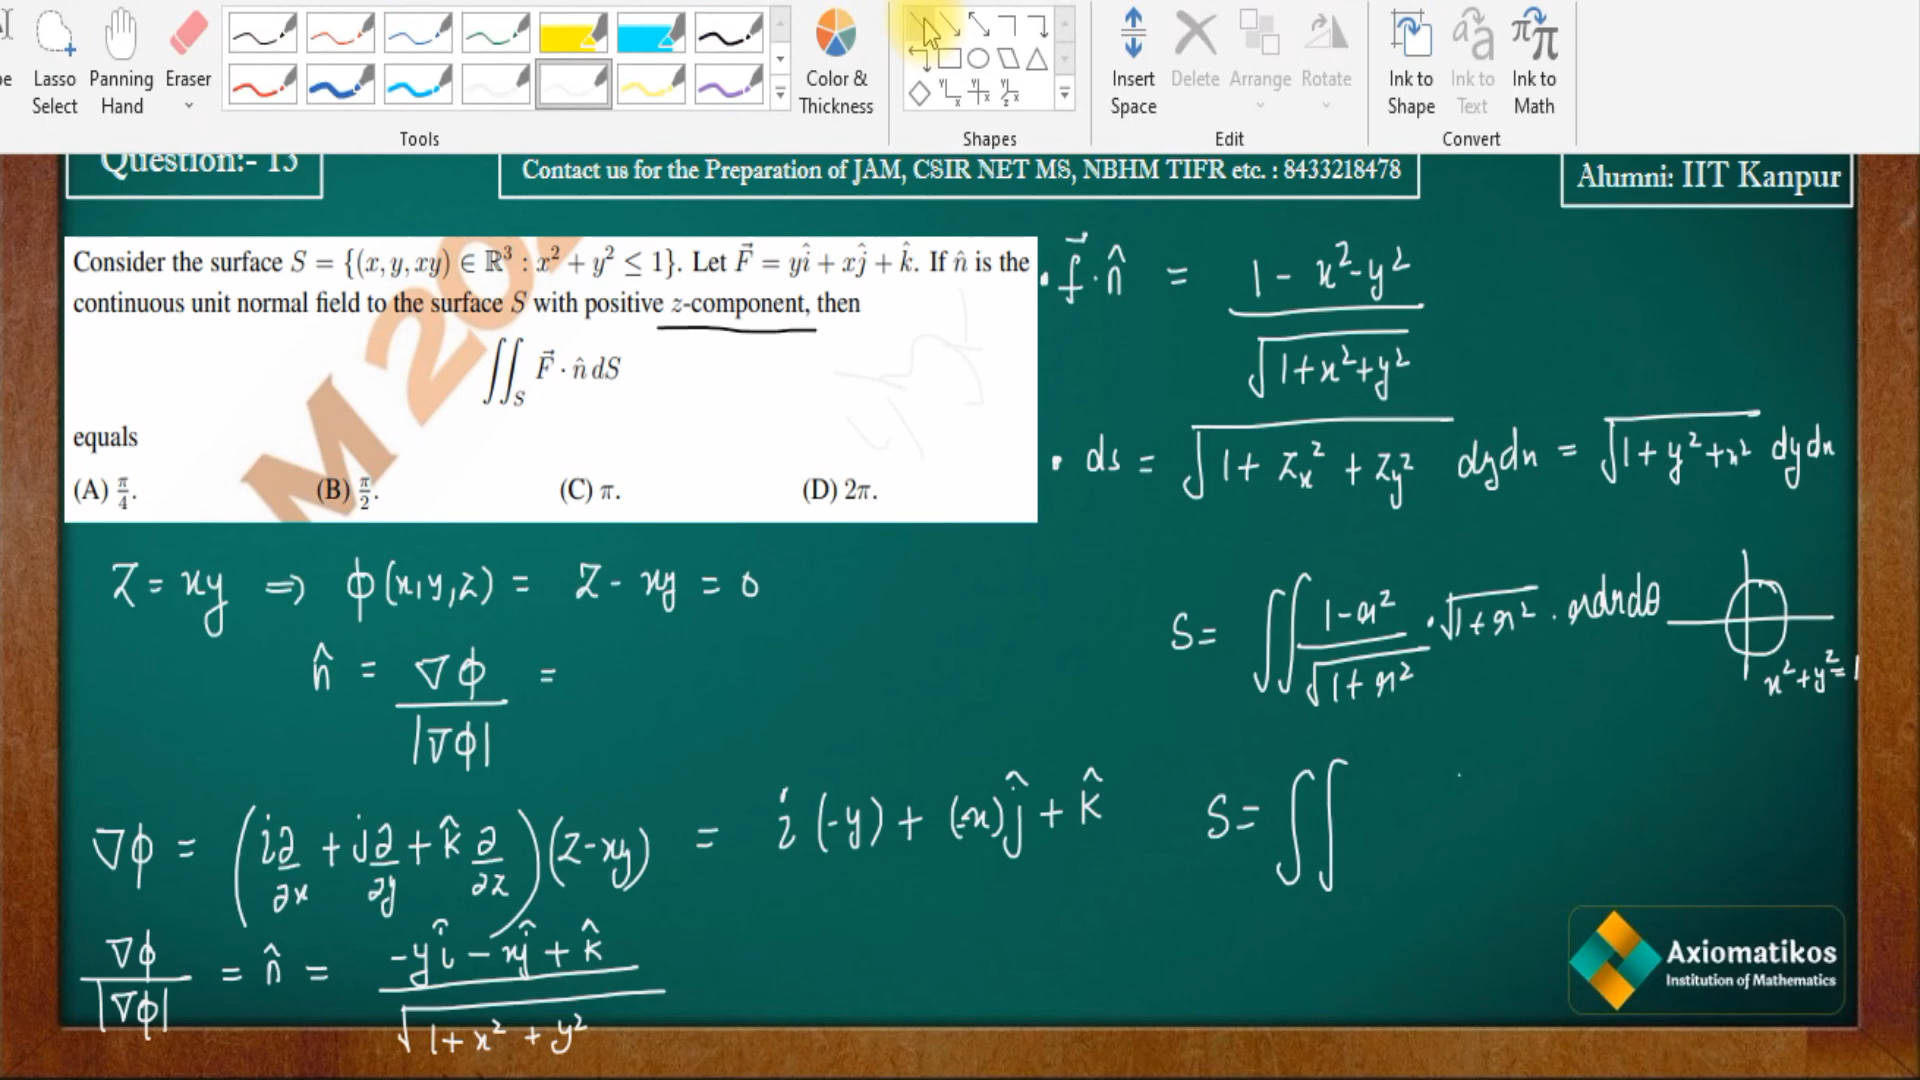 Lasso Select
Panning Hand
Eraser
Color & Thickness
Insert Space
Delete
Arrange
Rotate
Ink to Shape
Ink to Text
Ink to Math
Tools
Shapes
Edit
Convert
Question:- 13
Contact us for the Preparation of JAM, CSIR NET MS, NBHM TIFR etc. : 8433218478
Alumni: IIT Kanpur
Consider the surface S = {(x, y, xy) ∈ ℝ³ : x² + y² ≤ 1}. Let F⃗ = yî + xĵ + k̂. If n̂ is the
continuous unit normal field to the surface S with positive z-component, then
∬_S F⃗ · n̂ dS
equals
(A) π/4. (B) π/2. (C) π. (D) 2π.
z = xy ⇒ ϕ(x,y,z) = z - xy = 0
n̂ = ∇ϕ / |∇ϕ| =
∇ϕ = (i ∂/∂x + j ∂/∂y + k̂ ∂/∂z)(z-xy) = i(-y) + (-x)ĵ + k̂
∇ϕ / |∇ϕ| = n̂ = (-yî - xĵ + k̂) / √(1+x²+y²)
· f⃗·n̂ = (1 - x² - y²) / √(1+x²+y²)
· ds = √(1 + z_x² + z_y²) dydx = √(1+y²+x²) dydx
S = ∬ (1-r²)/√(1+r²) · √(1+r²) · rdrdθ
x²+y²=1
S = ∬
Axiomatikos
Institution of Mathematics